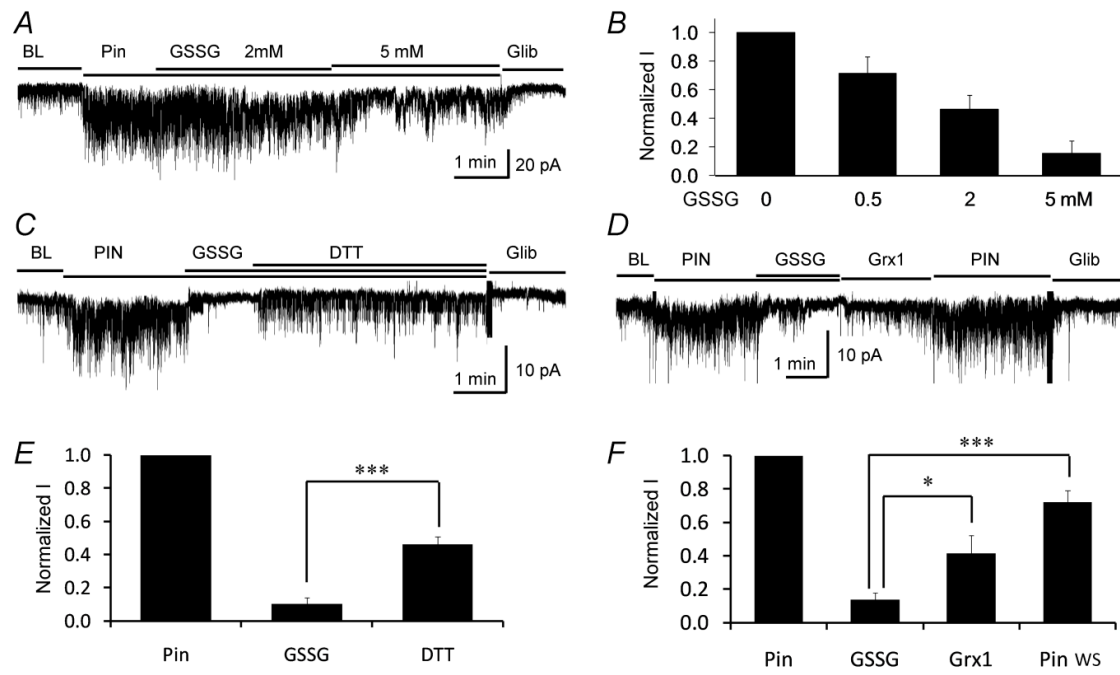 A
BL Pin GSSG 2mM 5 mM Glib
1 min 20 pA
B
Normalized I
1.0
0.8
0.6
0.4
0.2
0.0
GSSG 0 0.5 2 5 mM
C
BL PIN GSSG DTT Glib
1 min 10 pA
D
BL PIN GSSG Grx1 PIN Glib
1 min 10 pA
E
Normalized I
1.0
0.8
0.6
0.4
0.2
0.0
***
Pin GSSG DTT
F
Normalized I
1.0
0.8
0.6
0.4
0.2
0.0
***
*
Pin GSSG Grx1 Pin WS